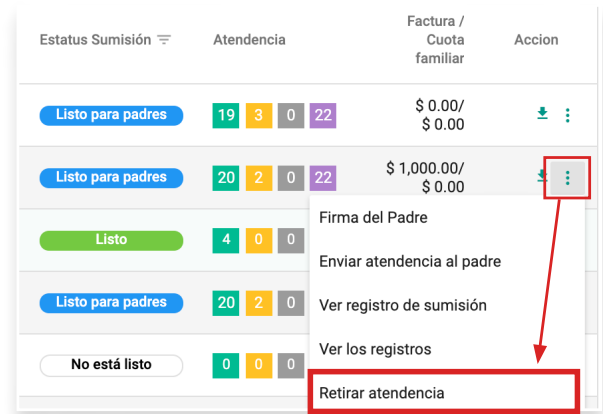 Estatus Sumisión
Atendencia
Factura /
Cuota
familiar
Accion
Listo para padres
19 3 0 22
$ 0.00/
$ 0.00
Listo para padres
20 2 0 22
$ 1,000.00/
$ 0.00
Listo
4 0 0
Listo para padres
20 2 0
No está listo
0 0 0
Firma del Padre
Enviar atendencia al padre
Ver registro de sumisión
Ver los registros
Retirar atendencia